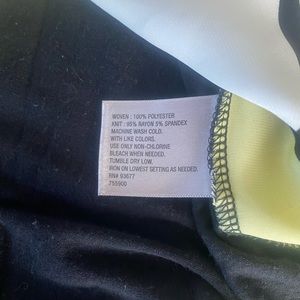 WOVEN : 100% POLYESTER
KNIT : 95% RAYON 5% SPANDEX
MACHINE WASH COLD.
WITH LIKE COLORS.
USE ONLY NON-CHLORINE
BLEACH WHEN NEEDED.
TUMBLE DRY LOW.
IRON ON LOWEST SETTING AS NEEDED.
RN# 93677
755900